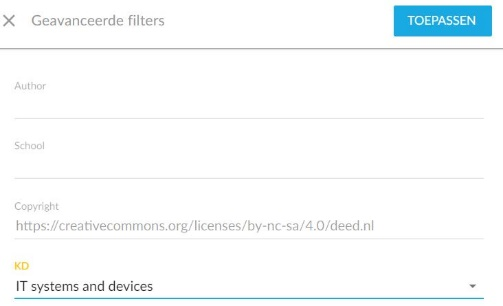 Geavanceerde filters
TOEPASSEN
Author
School
Copyright
https://creativecommons.org/licenses/by-nc-sa/4.0/deed.nl
KD
IT systems and devices